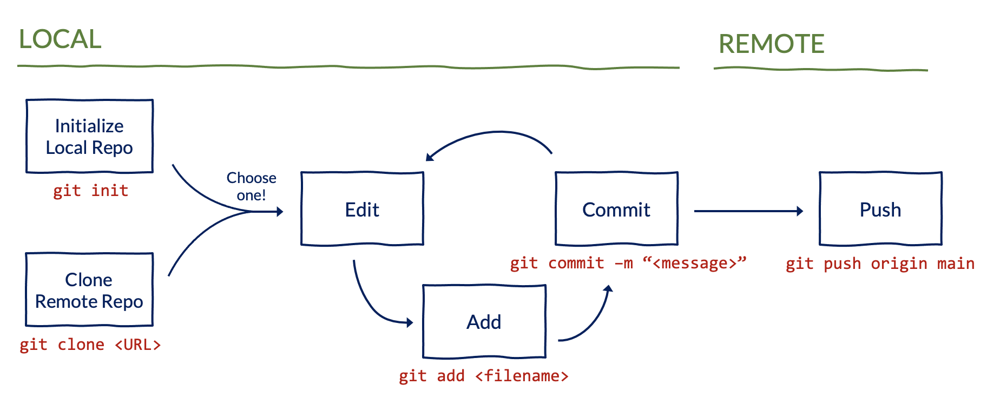 LOCAL
REMOTE
Initialize
Local Repo
git init
Choose
one!
Edit
Commit
Push
git commit –m “<message>”
git push origin main
Clone
Remote Repo
git clone <URL>
Add
git add <filename>